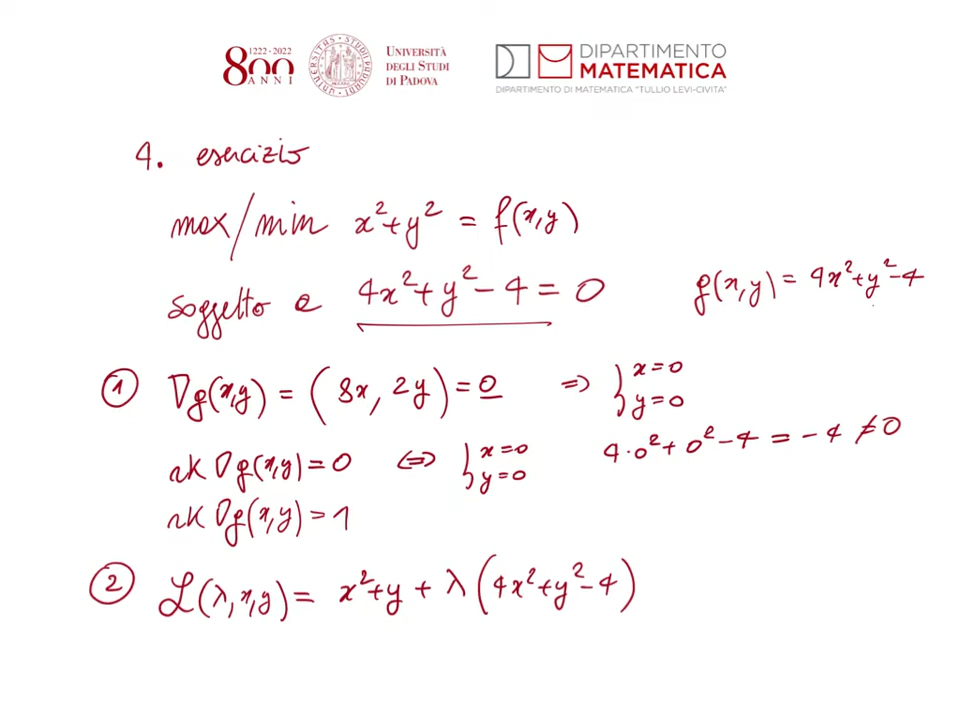 1222·2022
800
ANNI
UNIVERSITÀ
DEGLI STUDI
DI PADOVA
DIPARTIMENTO
MATEMATICA
DIPARTIMENTO DI MATEMATICA "TULLIO LEVI-CIVITA"
4. esercizio
max/min x²+y² = f(x,y)
soggetto a 4x²+y²-4=0 g(x,y)=4x²+y²-4
① ∇g(x,y) = (8x, 2y) = 0 ⇒ { x=0 y=0
rk ∇g(x,y)=0 ⇔ { x=0 y=0 4·0²+0²-4=-4≠0
rk ∇g(x,y)=1
② ℒ(λ,x,y)= x²+y+λ(4x²+y²-4)